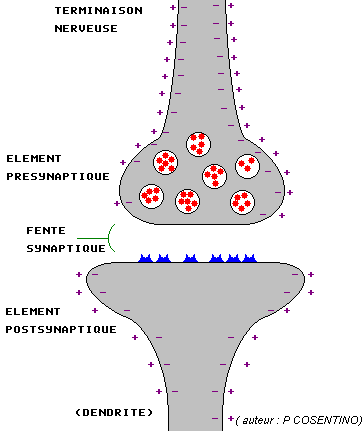 TERMINAISON
NERVEUSE
ELEMENT
PRESYNAPTIQUE
FENTE
SYNAPTIQUE
ELEMENT
POSTSYNAPTIQUE
(DENDRITE)
( auteur : P COSENTINO)